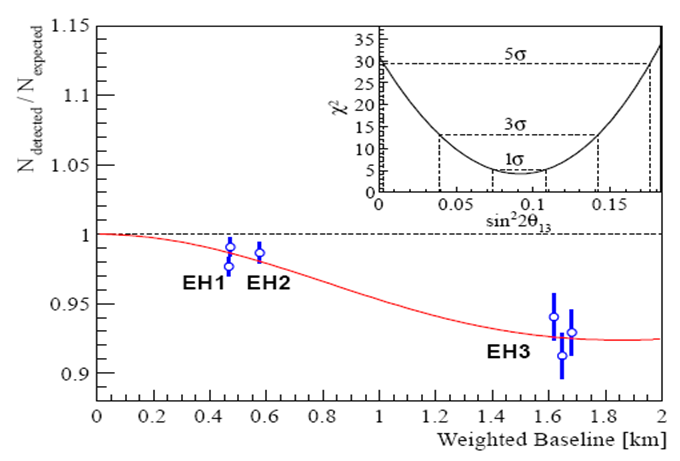 N_detected / N_expected
1.15
1.1
1.05
1
0.95
0.9
χ²
35
30
25
20
15
10
5
0
5σ
3σ
1σ
0 0.05 0.1 0.15
sin²2θ₁₃
EH1 EH2
EH3
0 0.2 0.4 0.6 0.8 1 1.2 1.4 1.6 1.8 2
Weighted Baseline [km]